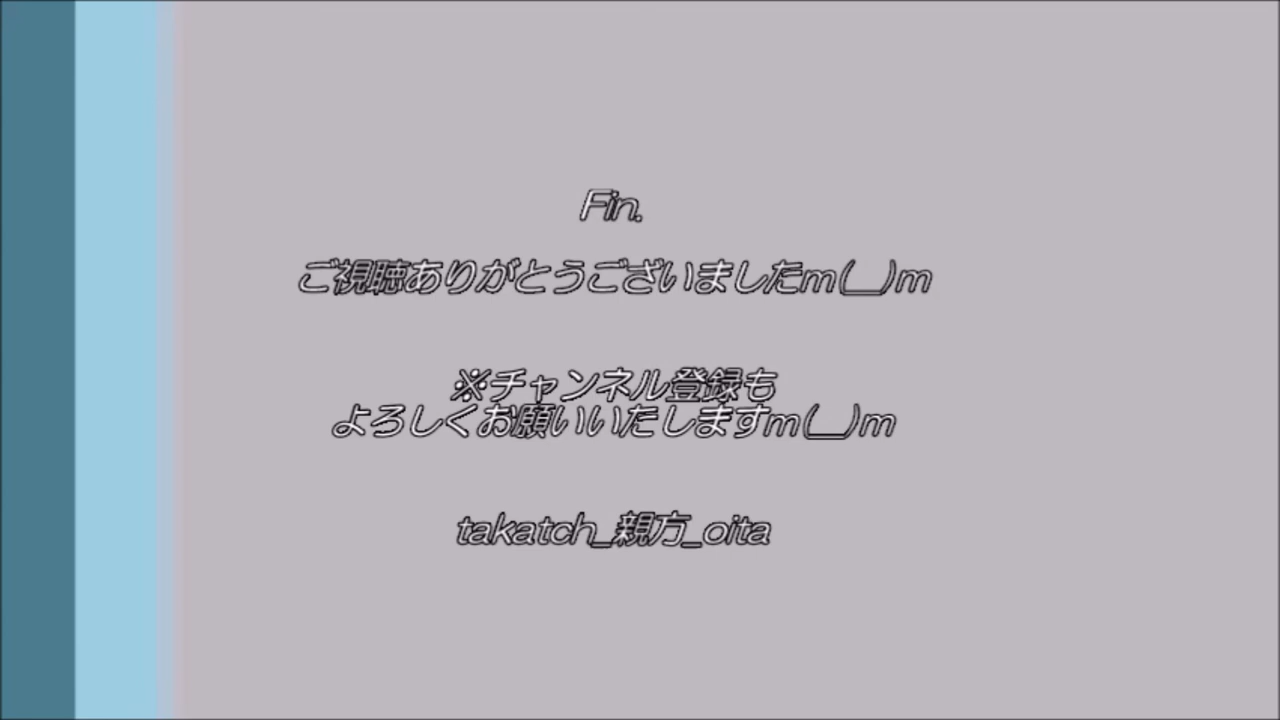 Fin.
ご視聴ありがとうございましたm(__)m
※チャンネル登録も
よろしくお願いいたしますm(__)m
takatch_親方_oita